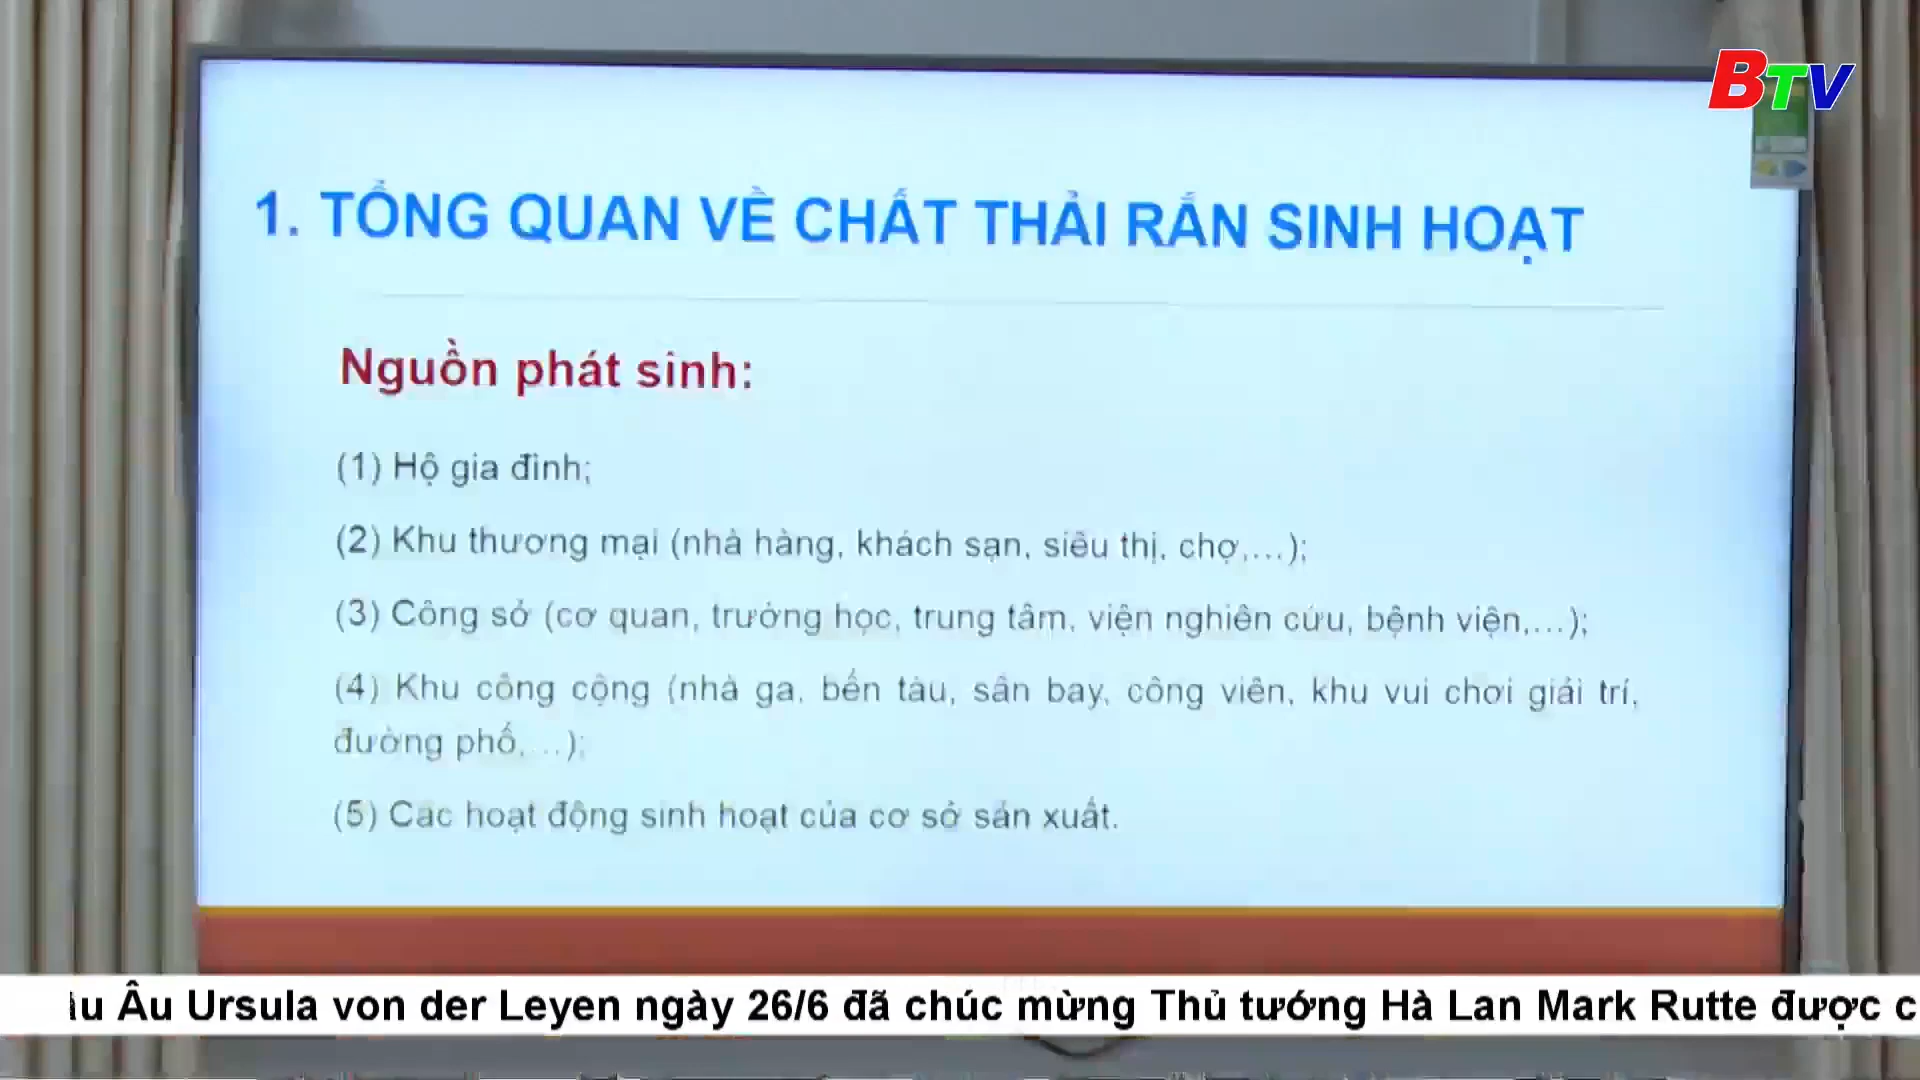 BTV
1. TỔNG QUAN VỀ CHẤT THẢI RẮN SINH HOẠT
Nguồn phát sinh:
(1) Hộ gia đình;
(2) Khu thương mại (nhà hàng, khách sạn, siêu thị, chợ,...);
(3) Công sở (cơ quan, trường học, trung tâm, viện nghiên cứu, bệnh viện,...);
(4) Khu công cộng (nhà ga, bến tàu, sân bay, công viên, khu vui chơi giải trí,
đường phố,...);
(5) Các hoạt động sinh hoạt của cơ sở sản xuất.
Âu Ursula von der Leyen ngày 26/6 đã chúc mừng Thủ tướng Hà Lan Mark Rutte được